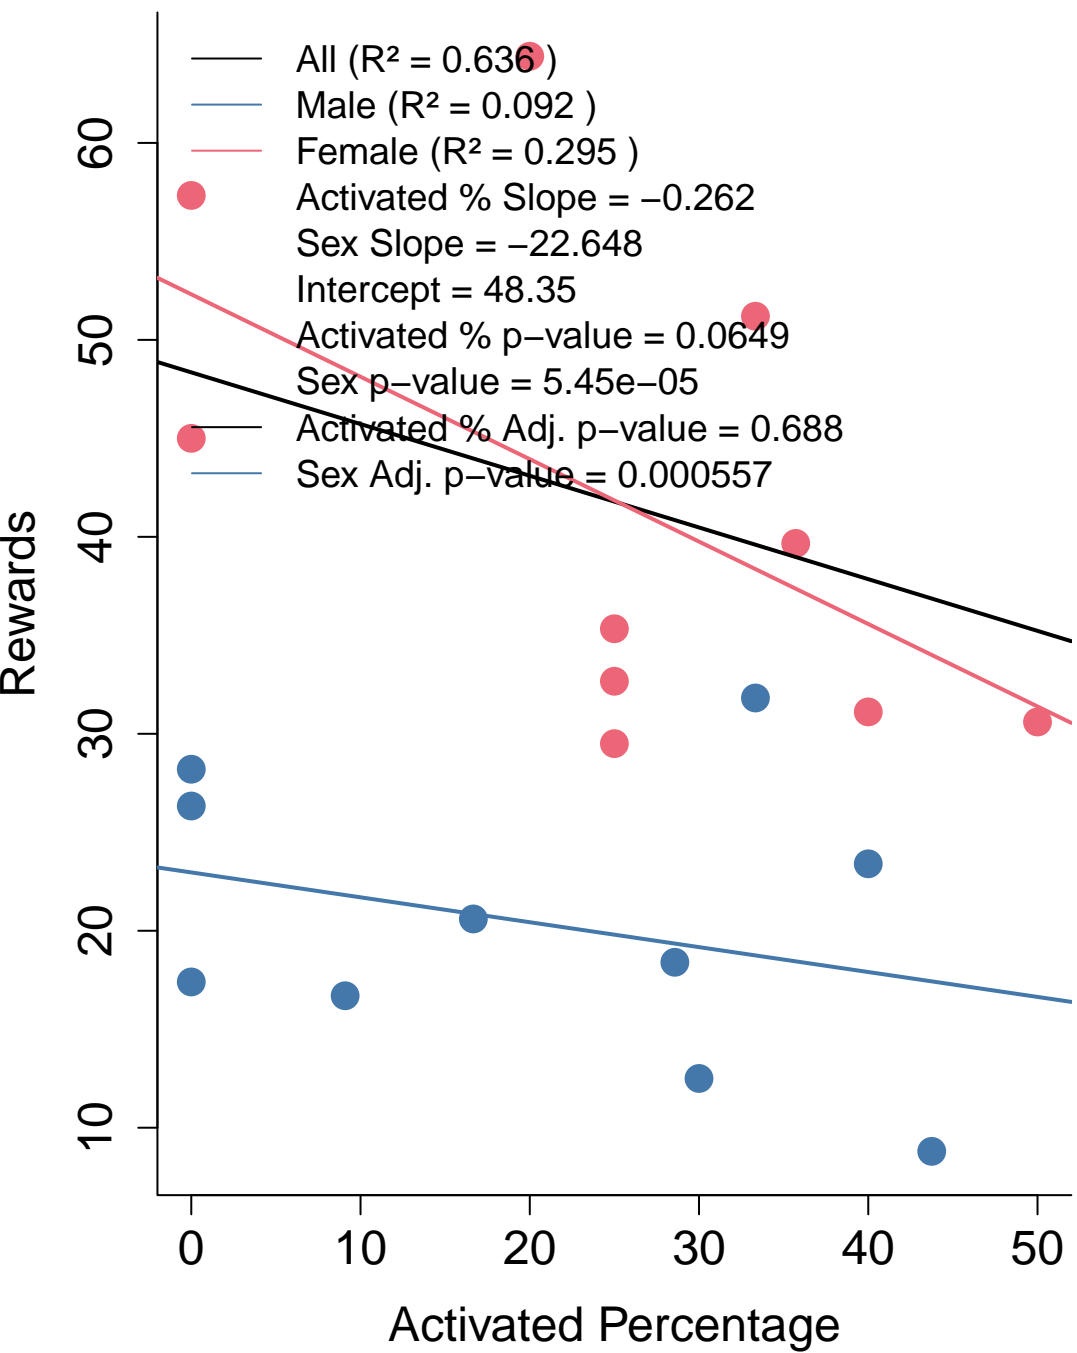 All (R² = 0.636 )
Male (R² = 0.092 )
Female (R² = 0.295 )
Activated % Slope = −0.262
Sex Slope = −22.648
Intercept = 48.35
Activated % p−value = 0.0649
Sex p−value = 5.45e−05
Activated % Adj. p−value = 0.688
Sex Adj. p−value = 0.000557
Rewards
60
50
40
30
20
10
0 10 20 30 40 50
Activated Percentage